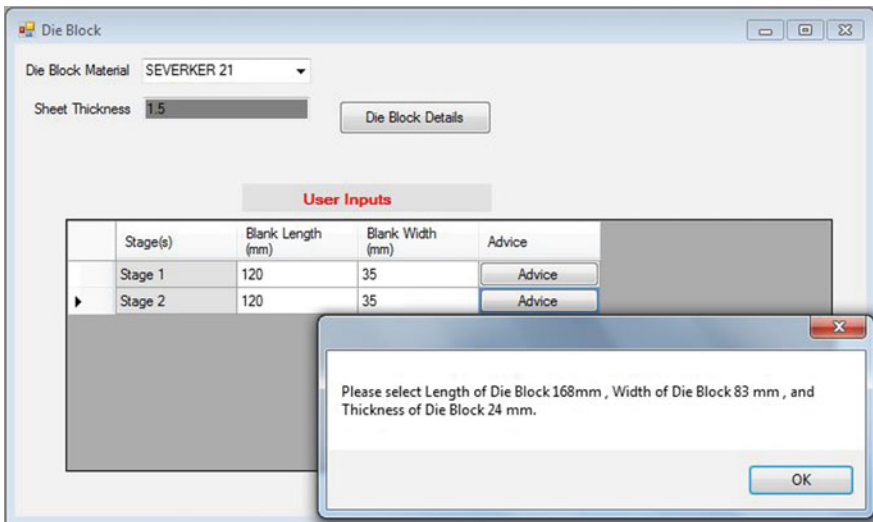 Die Block
Die Block Material SEVERKER 21
Sheet Thickness 1.5
Die Block Details
User Inputs
Stage(s) Blank Length (mm) Blank Width (mm) Advice
Stage 1 120 35 Advice
Stage 2 120 35 Advice
Please select Length of Die Block 168mm , Width of Die Block 83 mm , and
Thickness of Die Block 24 mm.
OK